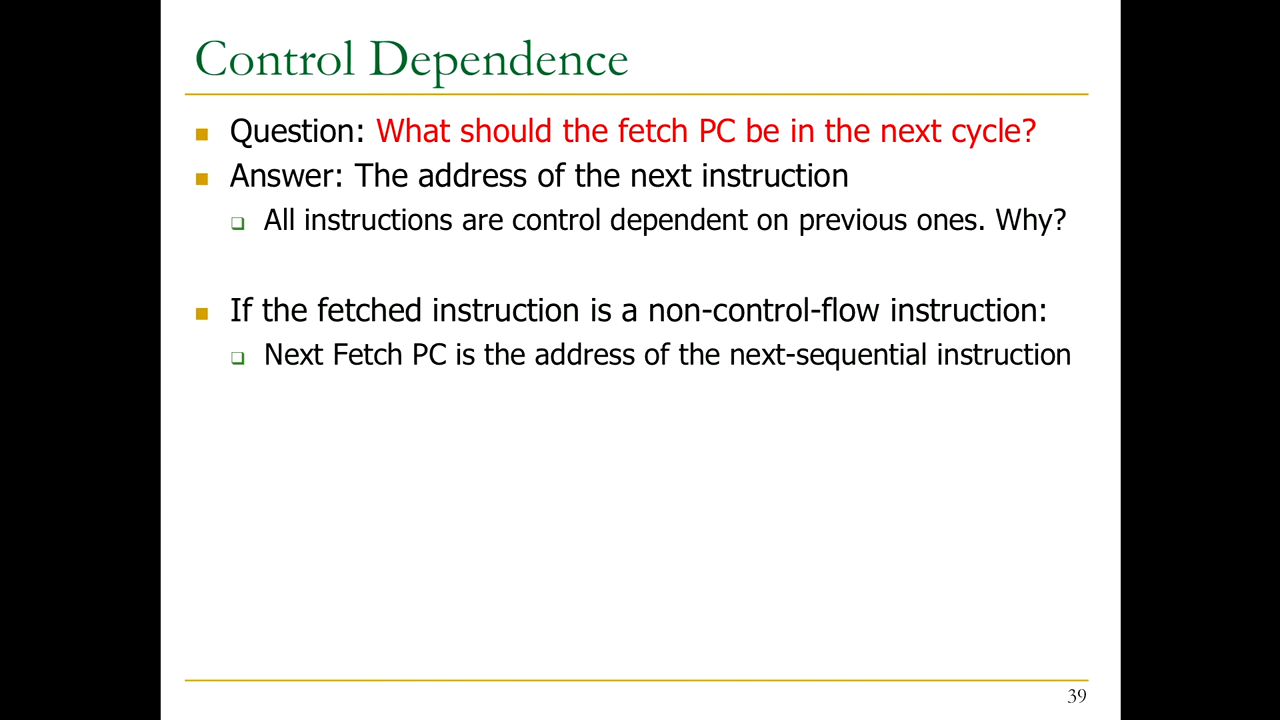 Control Dependence
Question: What should the fetch PC be in the next cycle?
Answer: The address of the next instruction
All instructions are control dependent on previous ones. Why?
If the fetched instruction is a non-control-flow instruction:
Next Fetch PC is the address of the next-sequential instruction
39